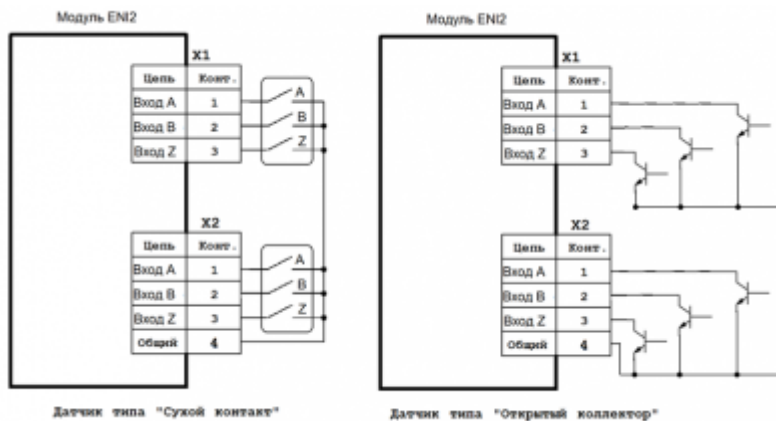 Модуль ENI2
X1
Цепь Конт.
Вход A 1
Вход B 2
Вход Z 3
A
B
Z
X2
Цепь Конт.
Вход A 1
Вход B 2
Вход Z 3
Общий 4
A
B
Z
Датчик типа "Сухой контакт"
Модуль ENI2
X1
Цепь Конт.
Вход A 1
Вход B 2
Вход Z 3
X2
Цепь Конт.
Вход A 1
Вход B 2
Вход Z 3
Общий 4
Датчик типа "Открытый коллектор"